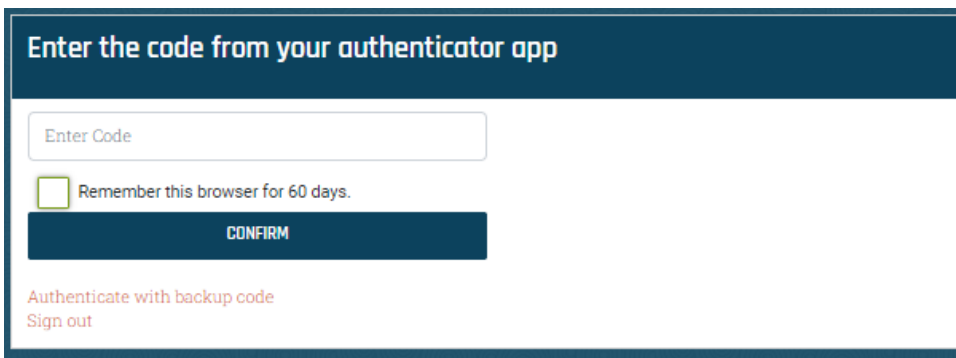 Enter the code from your authenticator app
Enter Code
Remember this browser for 60 days.
CONFIRM
Authenticate with backup code
Sign out